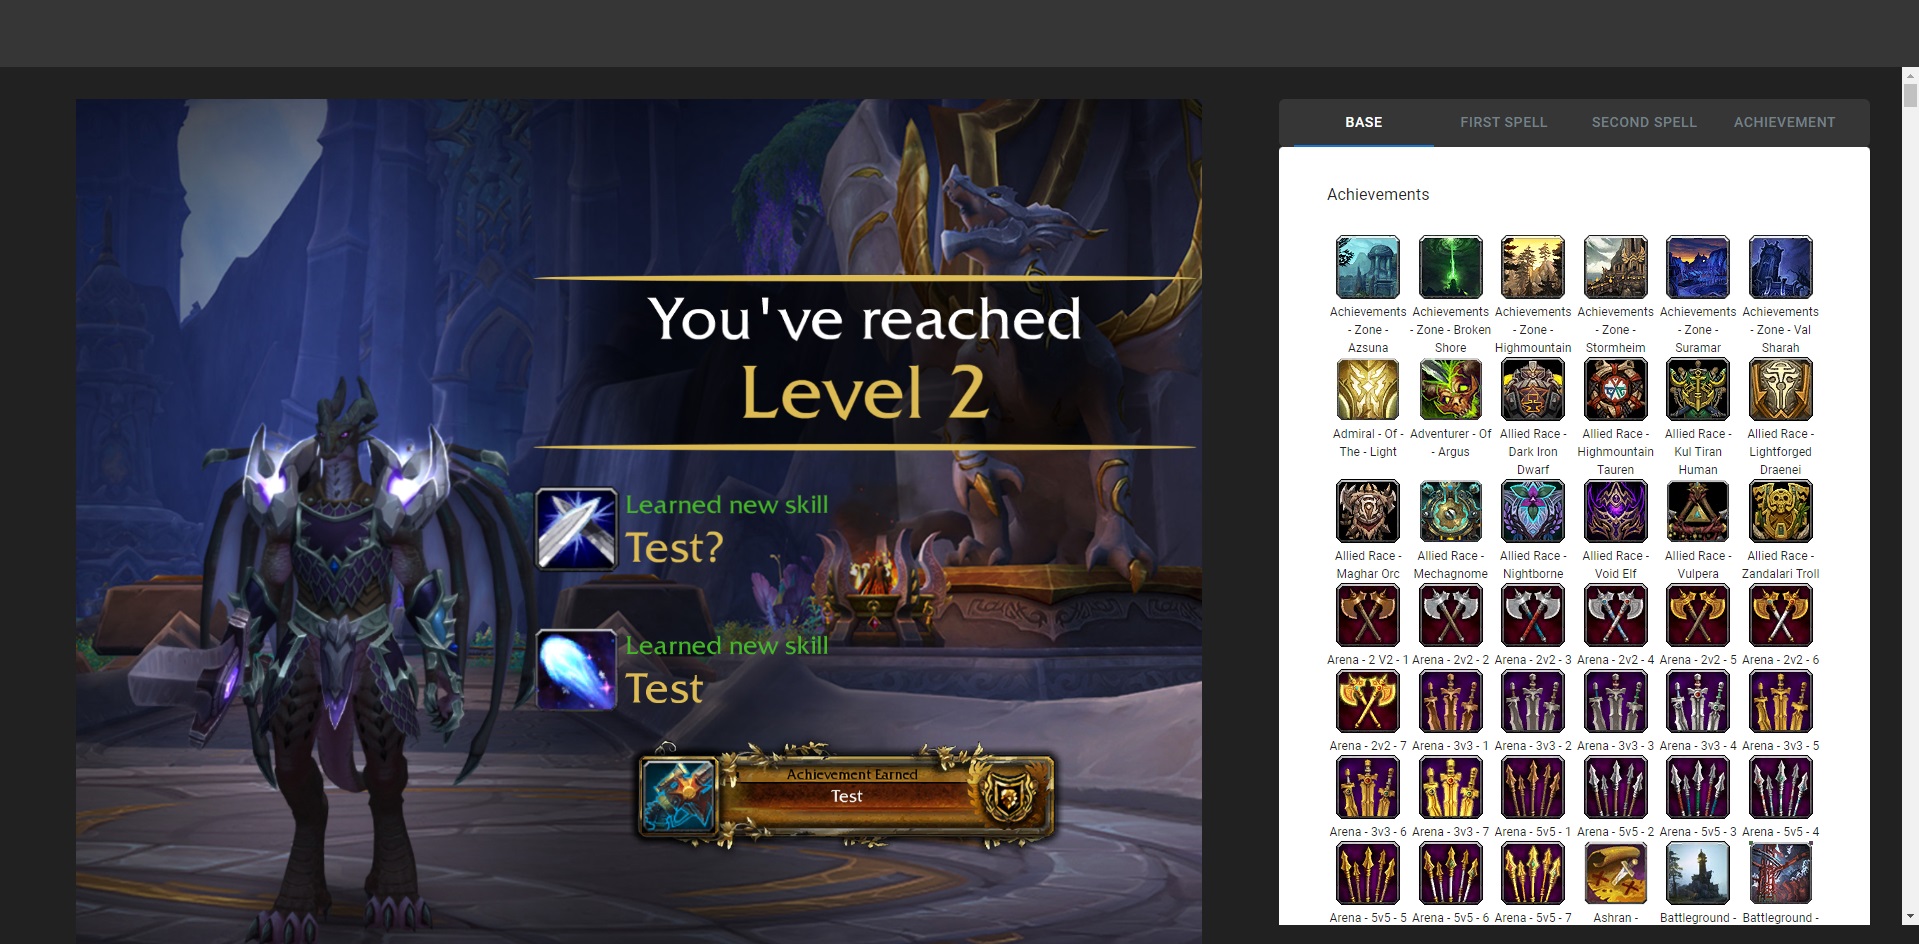 You've reached
Level 2
Learned new skill
Test?
Learned new skill
Test
Achievement Earned
Test
BASE FIRST SPELL SECOND SPELL ACHIEVEMENT
Achievements
Achievements - Zone - Azsuna
Achievements - Zone - Broken Shore
Achievements - Zone - Highmountain
Achievements - Zone - Stormheim
Achievements - Zone - Suramar
Achievements - Zone - Val Sharah
Admiral - Of - The - Light
Adventurer - Of - Argus
Allied Race - Dark Iron Dwarf
Allied Race - Highmountain Tauren
Allied Race - Kul Tiran Human
Allied Race - Lightforged Draenei
Allied Race - Maghar Orc
Allied Race - Mechagnome
Allied Race - Nightborne
Allied Race - Void Elf
Allied Race - Vulpera
Allied Race - Zandalari Troll
Arena - 2 V2 - 1
Arena - 2v2 - 2
Arena - 2v2 - 3
Arena - 2v2 - 4
Arena - 2v2 - 5
Arena - 2v2 - 6
Arena - 2v2 - 7
Arena - 3v3 - 1
Arena - 3v3 - 2
Arena - 3v3 - 3
Arena - 3v3 - 4
Arena - 3v3 - 5
Arena - 3v3 - 6
Arena - 3v3 - 7
Arena - 5v5 - 1
Arena - 5v5 - 2
Arena - 5v5 - 3
Arena - 5v5 - 4
Arena - 5v5 - 5
Arena - 5v5 - 6
Arena - 5v5 - 7
Ashran -
Battleground -
Battleground -